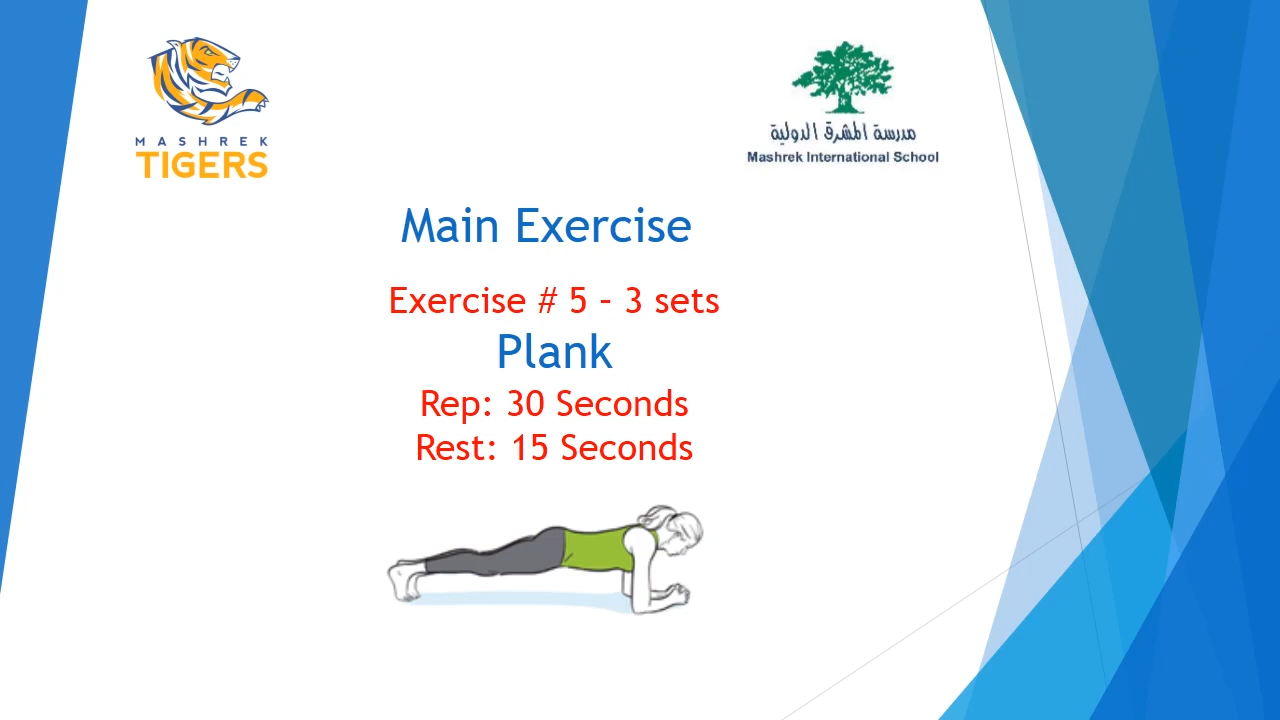 MASHREK
TIGERS
مدرسة المشرق الدولية
Mashrek International School
Main Exercise
Exercise # 5 - 3 sets
Plank
Rep: 30 Seconds
Rest: 15 Seconds